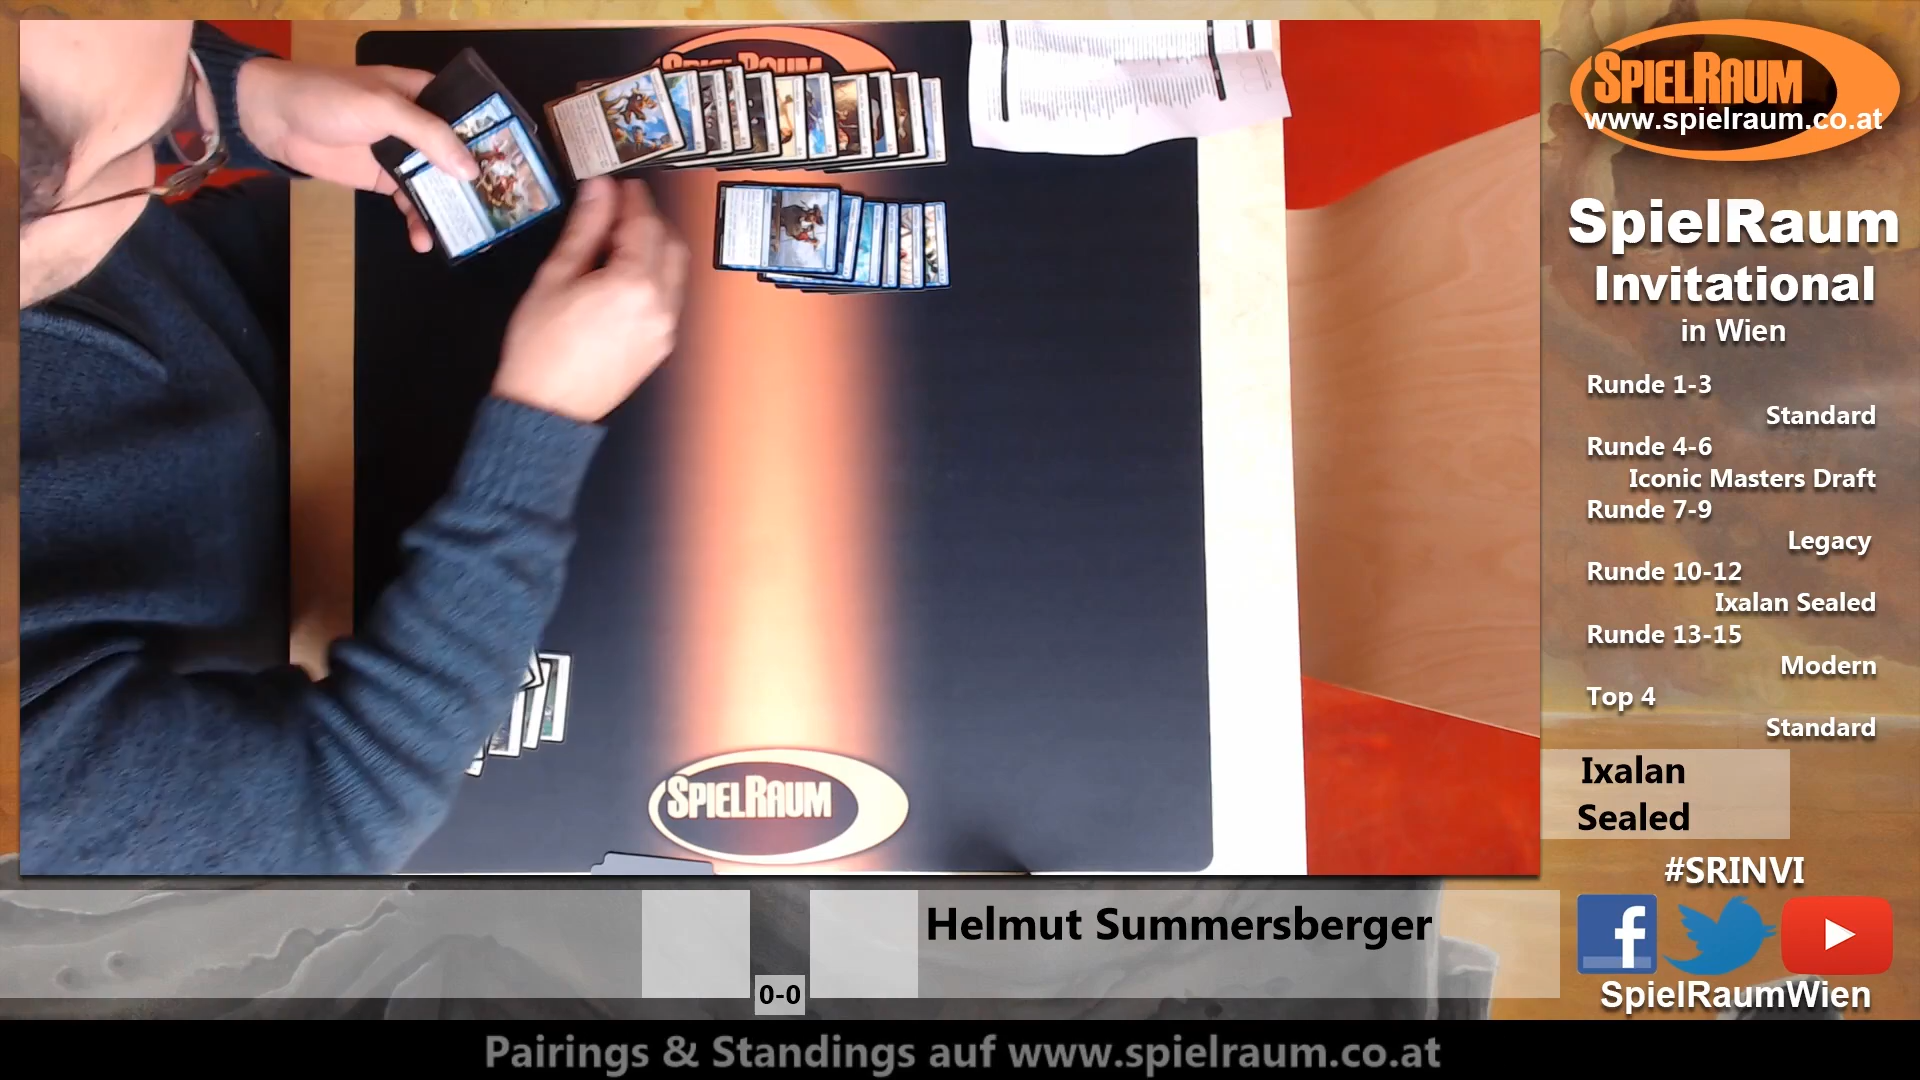 SPIELRAUM
SPIELRAUM
www.spielraum.co.at
SpielRaum
Invitational
in Wien
Runde 1-3
Standard
Runde 4-6
Iconic Masters Draft
Runde 7-9
Legacy
Runde 10-12
Ixalan Sealed
Runde 13-15
Modern
Top 4
Standard
Ixalan
Sealed
#SRINVI
SPIELRAUM
Helmut Summersberger
0-0
SpielRaumWien
Pairings & Standings auf www.spielraum.co.at